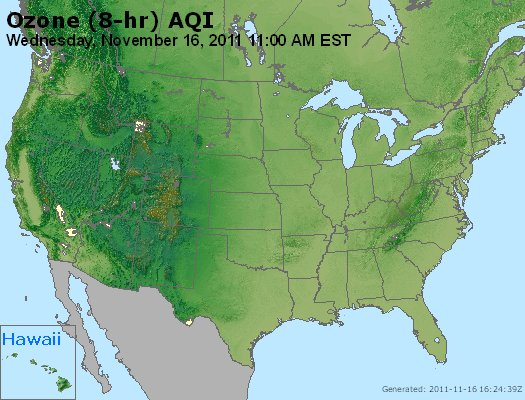 Ozone (8-hr) AQI
Wednesday, November 16, 2011 11:00 AM EST
Hawaii
Generated: 2011-11-16 16:24:39Z